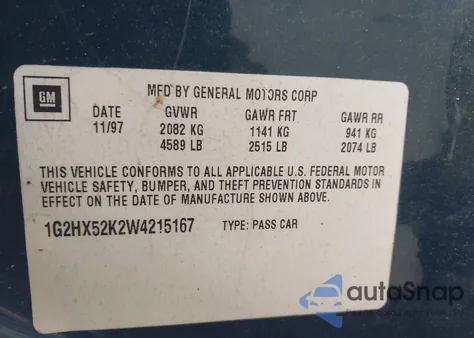 GM
MFD BY GENERAL MOTORS CORP
DATE GVWR GAWR FRT GAWR RR
11/97 2082 KG 1141 KG 941 KG
4589 LB 2515 LB 2074 LB
THIS VEHICLE CONFORMS TO ALL APPLICABLE U.S. FEDERAL MOTOR
VEHICLE SAFETY, BUMPER, AND THEFT PREVENTION STANDARDS IN
EFFECT ON THE DATE OF MANUFACTURE SHOWN ABOVE.
1G2HX52K2W4215167 TYPE: PASS CAR
autoSnap